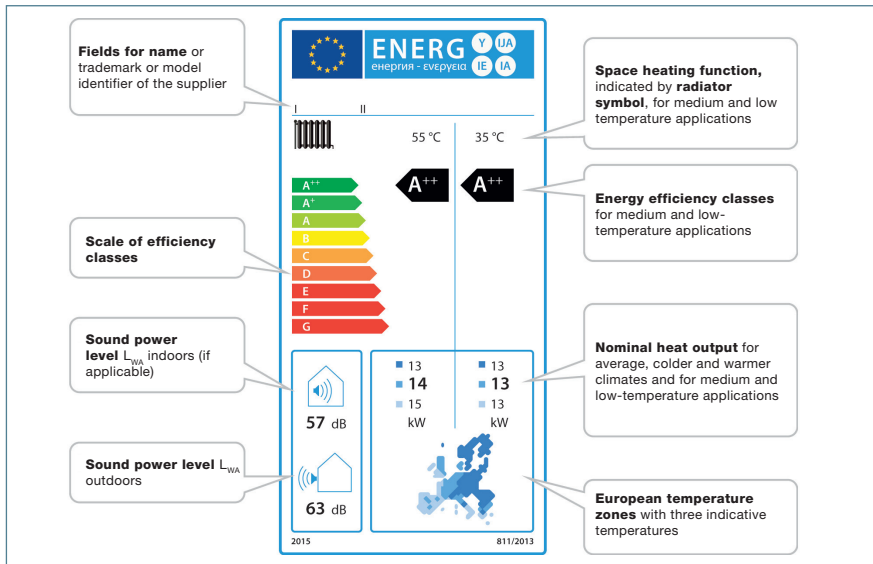 Fields for name or
trademark or model
identifier of the supplier
ENERG Y IJA
енергия - ενεργεια IE IA
I II
55 °C 35 °C
A++ A++
A++
A+
A
B
C
D
E
F
G
13 13
14 13
15 13
kW kW
57 dB
63 dB
2015 811/2013
Scale of efficiency
classes
Sound power
level LWA indoors (if
applicable)
Sound power level LWA
outdoors
Space heating function,
indicated by radiator
symbol, for medium and low
temperature applications
Energy efficiency classes
for medium and low-
temperature applications
Nominal heat output for
average, colder and warmer
climates and for medium and
low-temperature applications
European temperature
zones with three indicative
temperatures